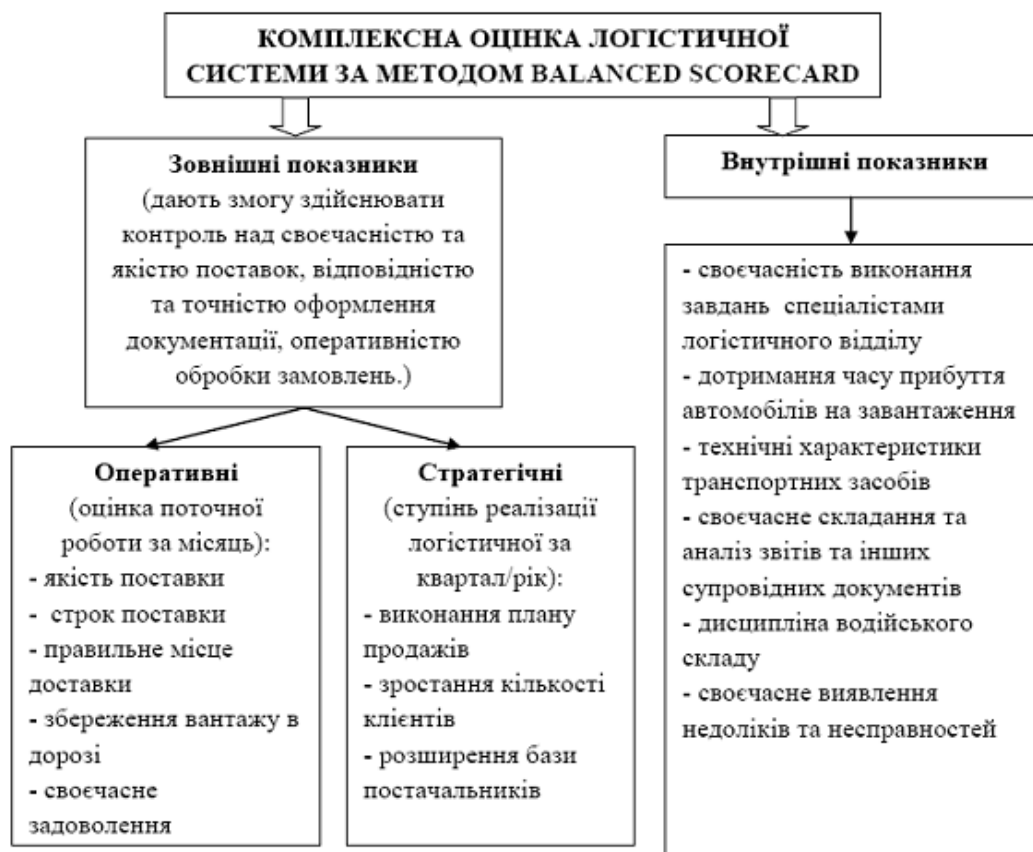 КОМПЛЕКСНА ОЦІНКА ЛОГІСТИЧНОЇ
СИСТЕМИ ЗА МЕТОДОМ BALANCED SCORECARD
Зовнішні показники
(дають змогу здійснювати
контроль над своєчасністю та
якістю поставок, відповідністю
та точністю оформлення
документації, оперативністю
обробки замовлень.)
Оперативні
(оцінка поточної
роботи за місяць):
- якість поставки
- строк поставки
- правильне місце
доставки
- збереження вантажу в
дорозі
- своєчасне
задоволення
Стратегічні
(ступінь реалізації
логістичної за
квартал/рік):
- виконання плану
продажів
- зростання кількості
клієнтів
- розширення бази
постачальників
Внутрішні показники
- своєчасність виконання
завдань спеціалістами
логістичного відділу
- дотримання часу прибуття
автомобілів на завантаження
- технічні характеристики
транспортних засобів
- своєчасне складання та
аналіз звітів та інших
супровідних документів
- дисципліна водійського
складу
- своєчасне виявлення
недоліків та несправностей